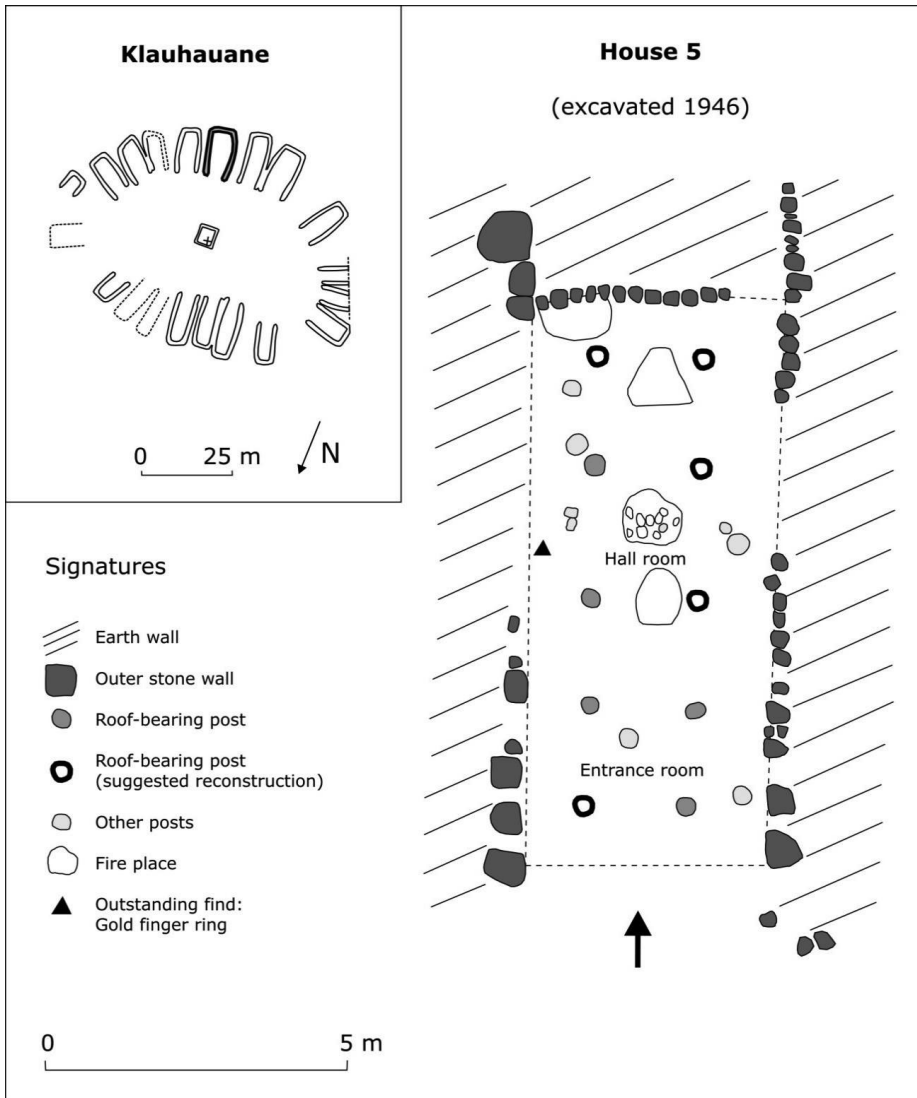 Klauhauane
0 25 m
N
House 5
(excavated 1946)
Hall room
Entrance room
Signatures
Earth wall
Outer stone wall
Roof-bearing post
Roof-bearing post
(suggested reconstruction)
Other posts
Fire place
Outstanding find:
Gold finger ring
0 5 m